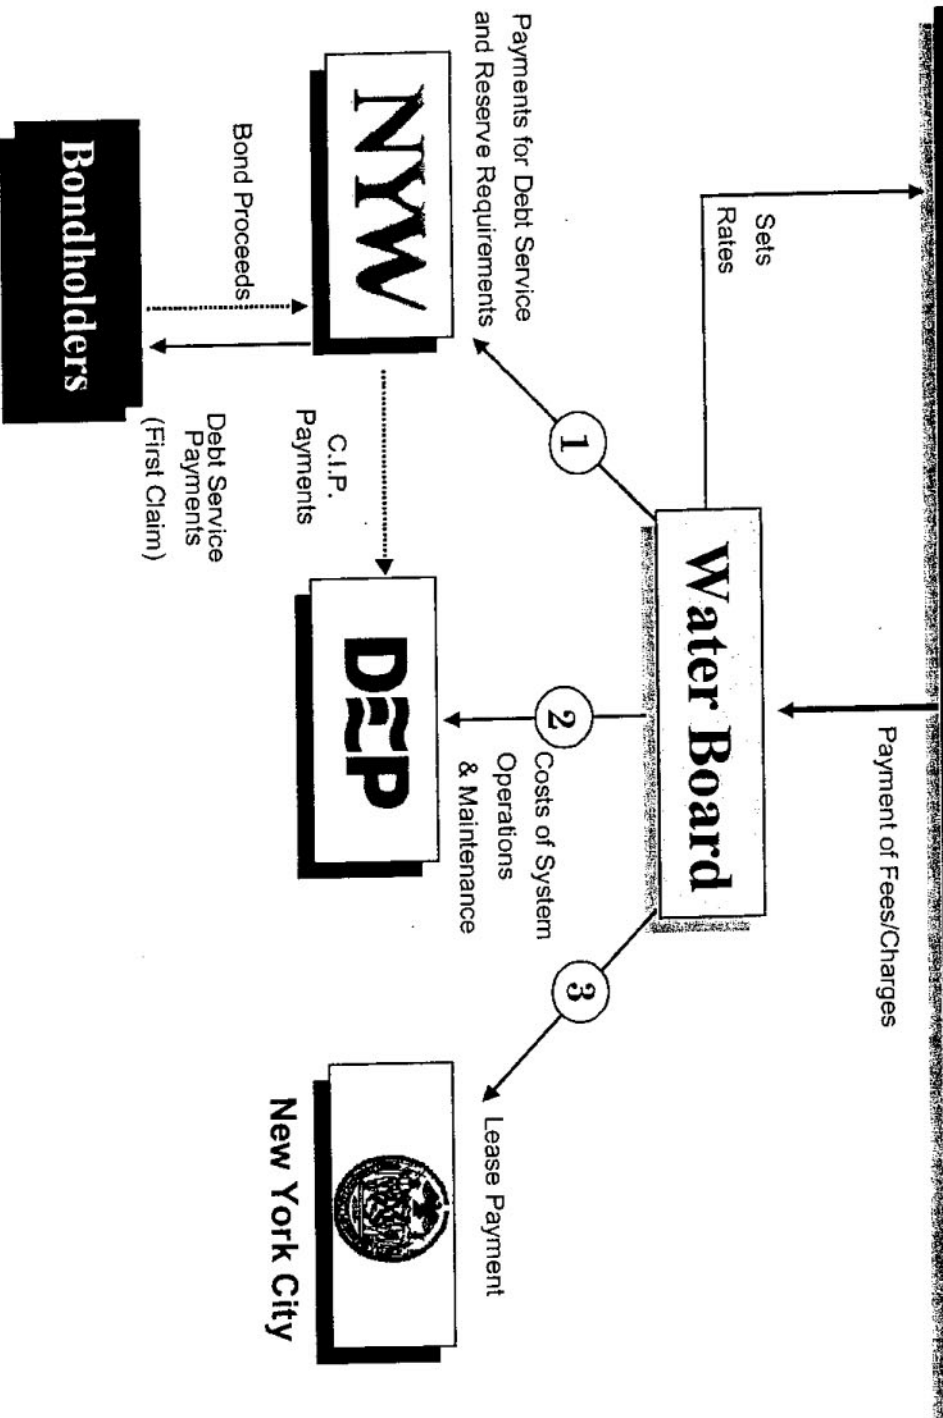 Sets
Rates
Payment of Fees/Charges
Water Board
Payments for Debt Service
and Reserve Requirements
1
2
3
Costs of System
Operations
& Maintenance
Lease Payment
NYW
C.I.P.
Payments
DEP
New York City
Bond Proceeds
Debt Service
Payments
(First Claim)
Bondholders